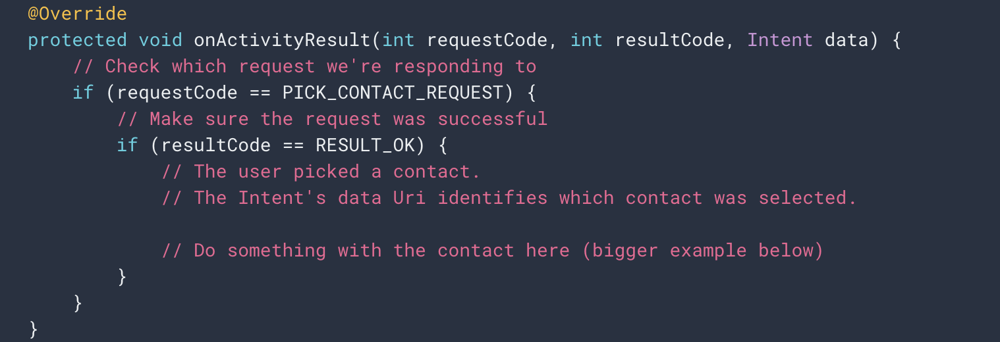 @Override
protected void onActivityResult(int requestCode, int resultCode, Intent data) {
    // Check which request we're responding to
    if (requestCode == PICK_CONTACT_REQUEST) {
        // Make sure the request was successful
        if (resultCode == RESULT_OK) {
            // The user picked a contact.
            // The Intent's data Uri identifies which contact was selected.

            // Do something with the contact here (bigger example below)
        }
    }
}